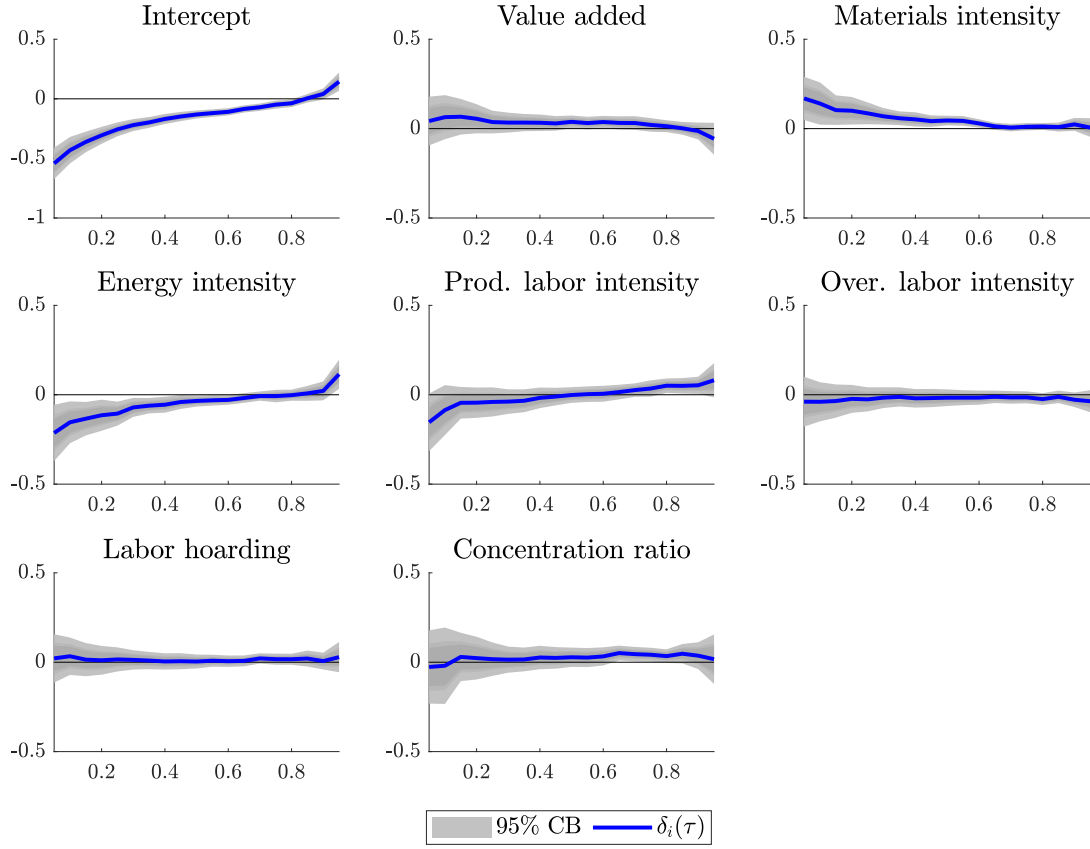 Intercept
0.5
0
-0.5
-1
0.2 0.4 0.6 0.8
Value added
0.5
0
-0.5
0.2 0.4 0.6 0.8
Materials intensity
0.5
0
-0.5
0.2 0.4 0.6 0.8
Energy intensity
0.5
0
-0.5
0.2 0.4 0.6 0.8
Prod. labor intensity
0.5
0
-0.5
0.2 0.4 0.6 0.8
Over. labor intensity
0.5
0
-0.5
0.2 0.4 0.6 0.8
Labor hoarding
0.5
0
-0.5
0.2 0.4 0.6 0.8
Concentration ratio
0.5
0
-0.5
0.2 0.4 0.6 0.8
95% CB δᵢ(τ)